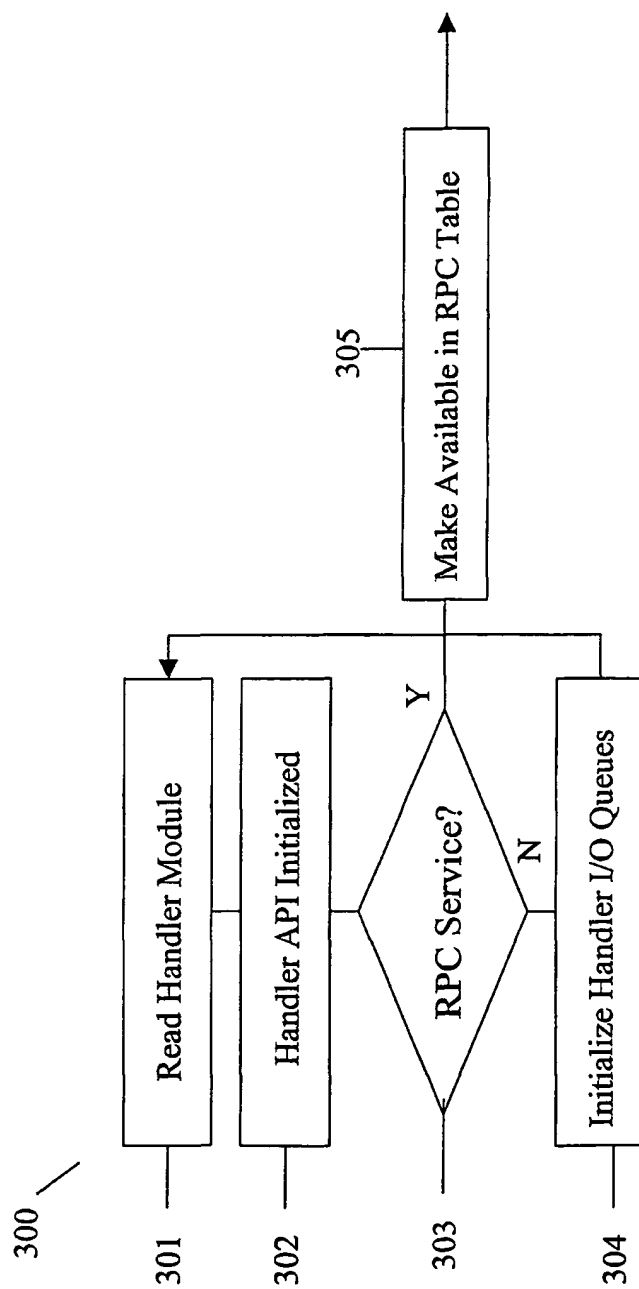 300
301
Read Handler Module
302
Handler API Initialized
303
RPC Service?
Y
N
304
Initialize Handler I/O Queues
305
Make Available in RPC Table